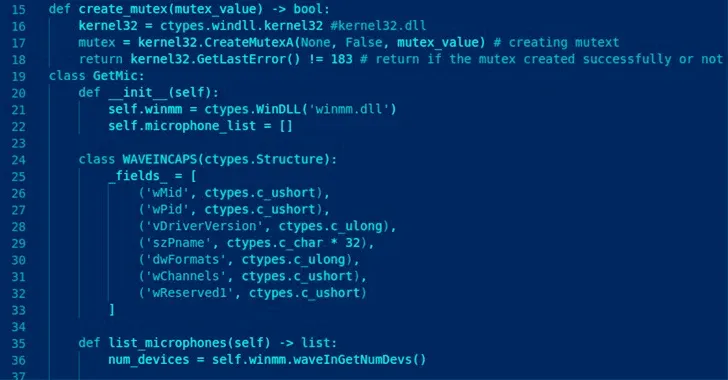 15 def create_mutex(mutex_value) -> bool:
16     kernel32 = ctypes.windll.kernel32 #kernel32.dll
17     mutex = kernel32.CreateMutexA(None, False, mutex_value) # creating mutext
18     return kernel32.GetLastError() != 183 # return if the mutex created successfully or not
19 class GetMic:
20     def __init__(self):
21         self.winmm = ctypes.WinDLL('winmm.dll')
22         self.microphone_list = []
23
24     class WAVEINCAPS(ctypes.Structure):
25         _fields_ = [
26             ('wMid', ctypes.c_ushort),
27             ('wPid', ctypes.c_ushort),
28             ('vDriverVersion', ctypes.c_ulong),
29             ('szPname', ctypes.c_char * 32),
30             ('dwFormats', ctypes.c_ulong),
31             ('wChannels', ctypes.c_ushort),
32             ('wReserved1', ctypes.c_ushort)
33         ]
34
35     def list_microphones(self) -> list:
36         num_devices = self.winmm.waveInGetNumDevs()
37